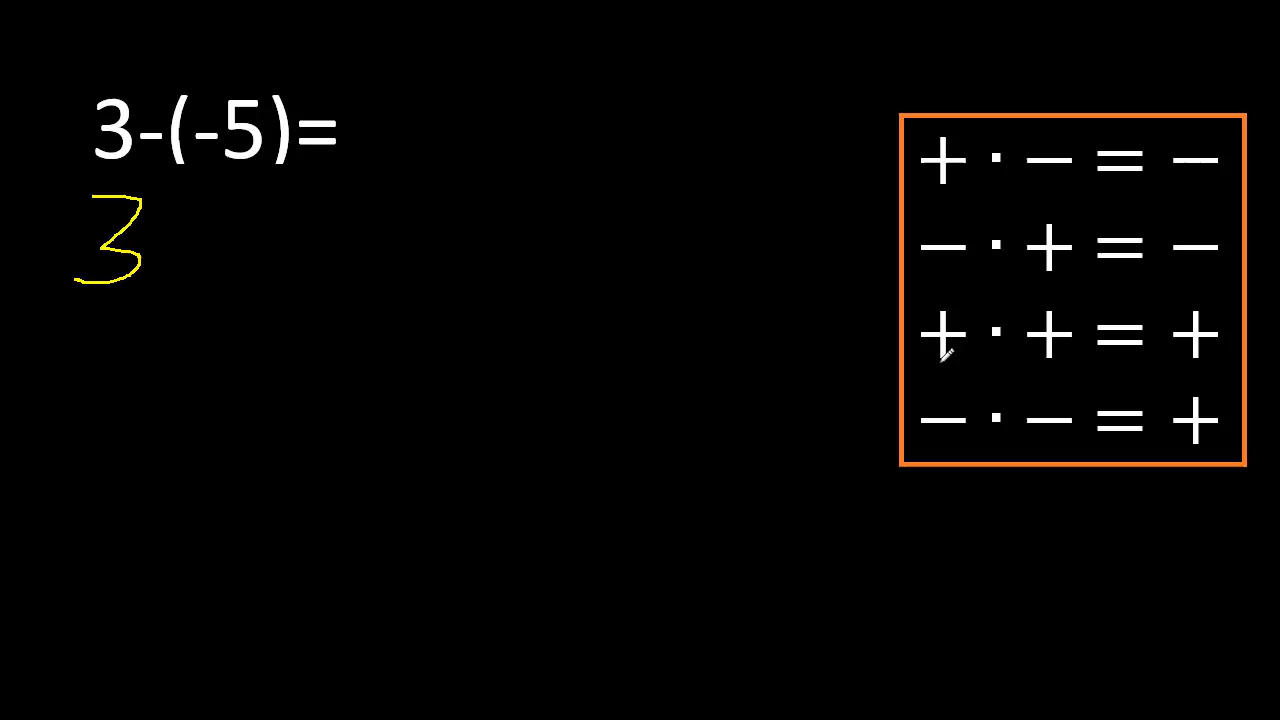 3-(-5)=
3
+ · − = −
− · + = −
+ · + = +
− · − = +